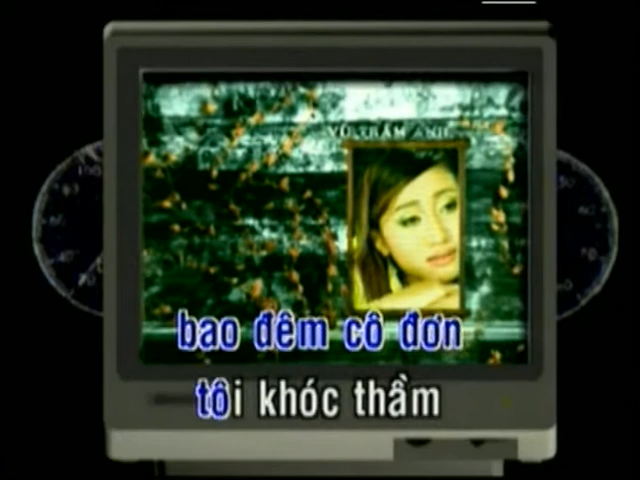 VŨ TRÂM ANH
bao đêm cô đơn
tôi khóc thầm